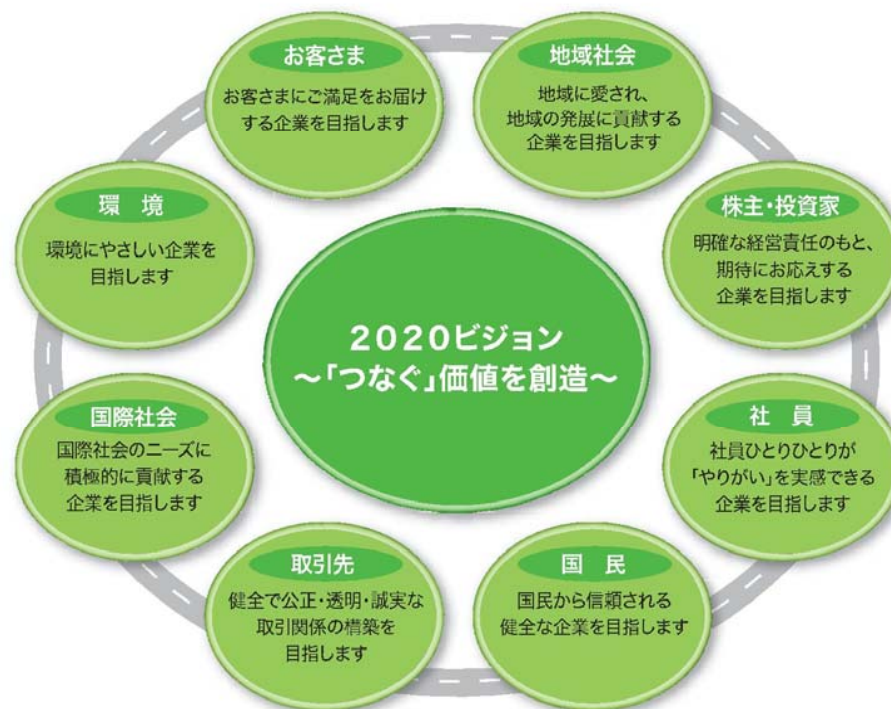 お客さま
お客さまにご満足をお届け
する企業を目指します
地域社会
地域に愛され、
地域の発展に貢献する
企業を目指します
環 境
環境にやさしい企業を
目指します
株主・投資家
明確な経営責任のもと、
期待にお応えする
企業を目指します
2020ビジョン
～「つなぐ」価値を創造～
国際社会
国際社会のニーズに
積極的に貢献する
企業を目指します
社 員
社員ひとりひとりが
「やりがい」を実感できる
企業を目指します
取引先
健全で公正・透明・誠実な
取引関係の構築を
目指します
国 民
国民から信頼される
健全な企業を目指します